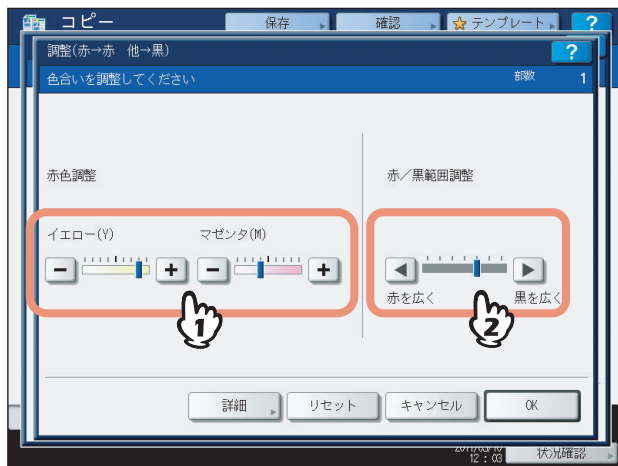 コピー
保存
確認
テンプレート
?
調整(赤→赤 他→黒)
?
色合いを調整してください
部数 1
赤色調整
赤／黒範囲調整
イエロー(Y)
マゼンタ(M)
赤を広く
黒を広く
1
2
詳細
リセット
キャンセル
OK
12：03
状況確認